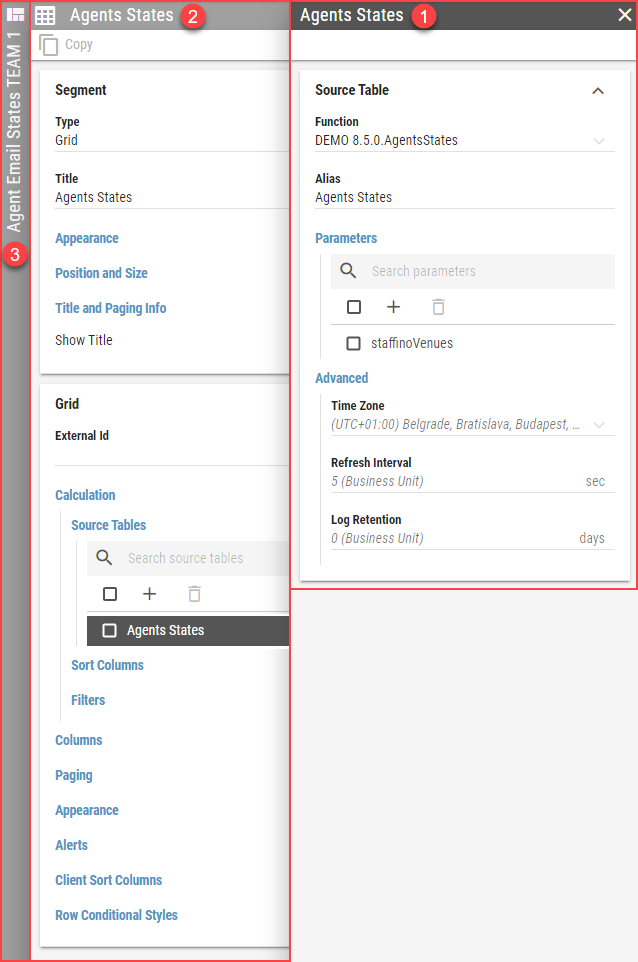 Agent Email States TEAM 1
3
Agents States 2
Copy
Segment
Type
Grid
Title
Agents States
Appearance
Position and Size
Title and Paging Info
Show Title
Grid
External Id
Calculation
Source Tables
Search source tables
Agents States
Sort Columns
Filters
Columns
Paging
Appearance
Alerts
Client Sort Columns
Row Conditional Styles
Agents States 1
Source Table
Function
DEMO 8.5.0.AgentsStates
Alias
Agents States
Parameters
Search parameters
staffinoVenues
Advanced
Time Zone
(UTC+01:00) Belgrade, Bratislava, Budapest, ...
Refresh Interval
5 (Business Unit) sec
Log Retention
0 (Business Unit) days